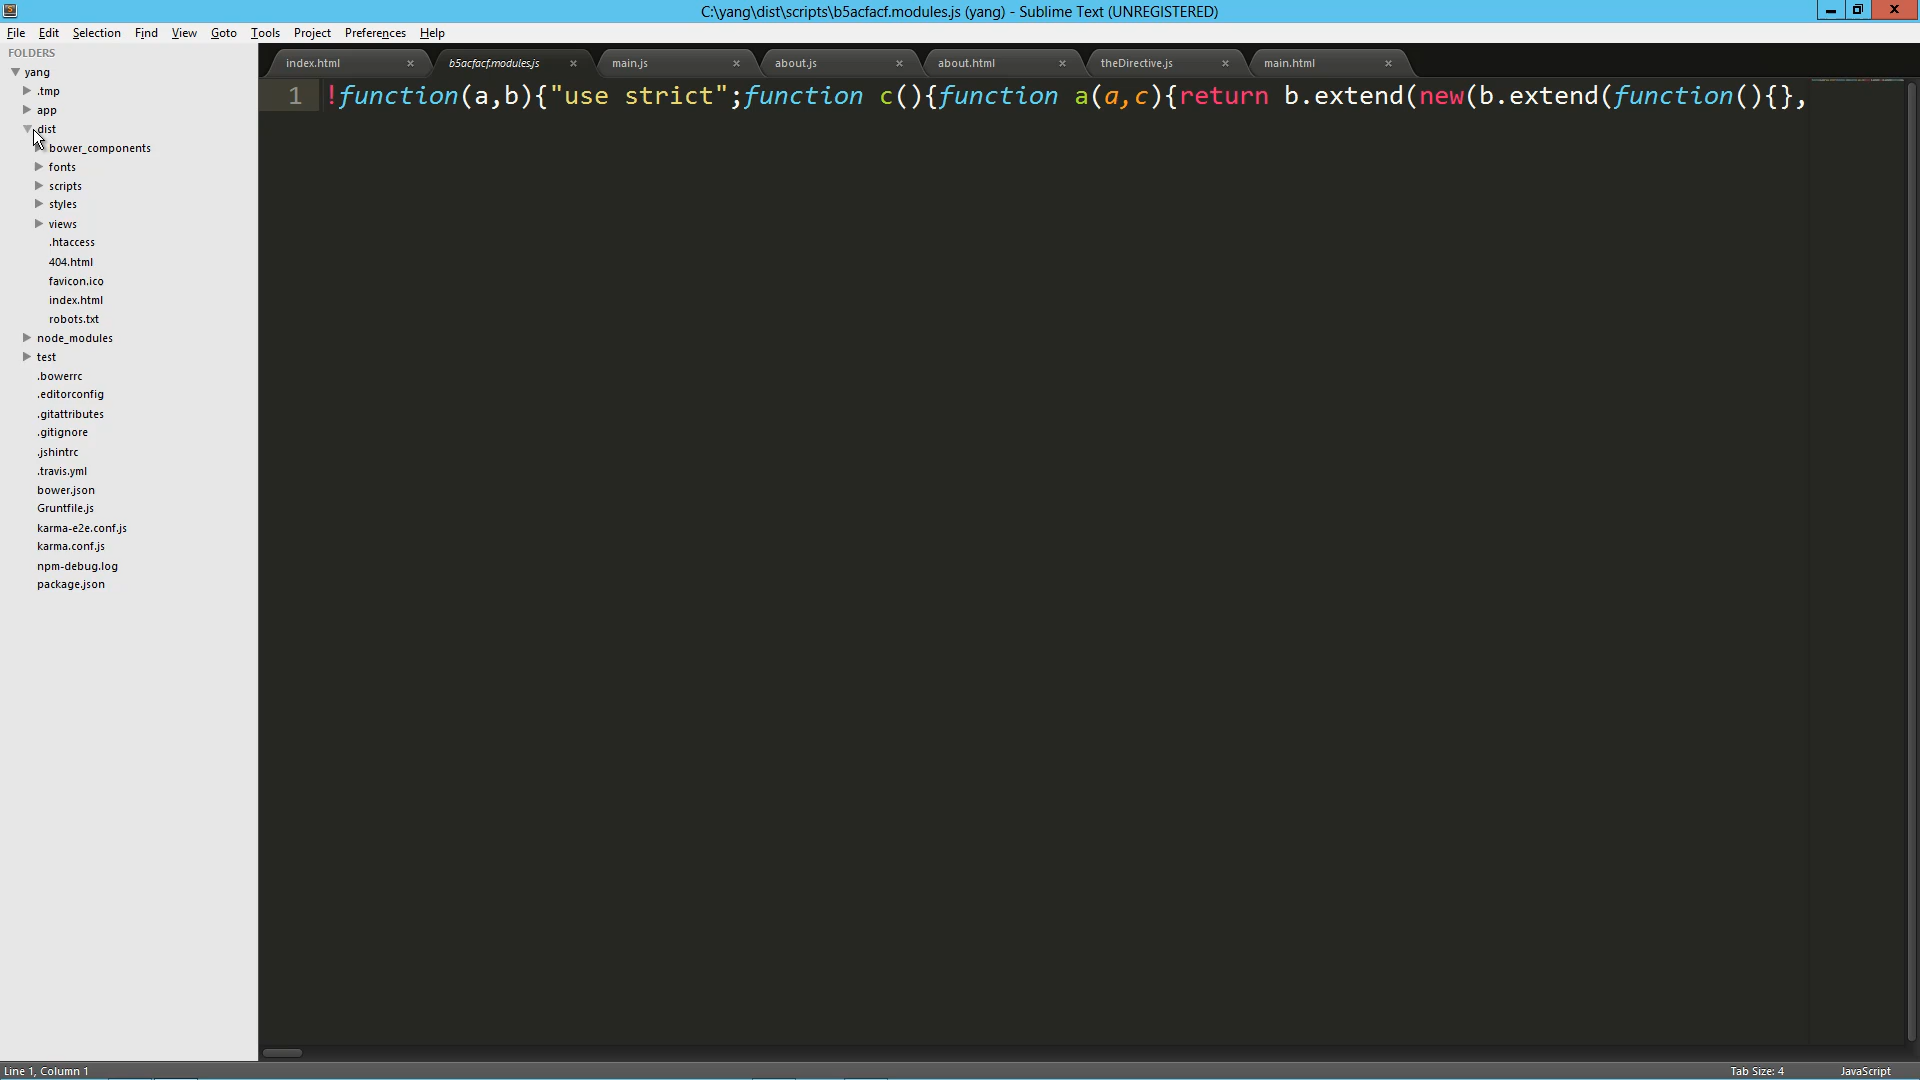 C:\yang\dist\scripts\b5acfacf.modules.js (yang) - Sublime Text (UNREGISTERED)
File Edit Selection Find View Goto Tools Project Preferences Help
FOLDERS
yang
.tmp
app
dist
bower_components
fonts
scripts
styles
views
.htaccess
404.html
favicon.ico
index.html
robots.txt
node_modules
test
.bowerrc
.editorconfig
.gitattributes
.gitignore
.jshintrc
.travis.yml
bower.json
Gruntfile.js
karma-e2e.conf.js
karma.conf.js
npm-debug.log
package.json
index.html b5acfacf.modules.js main.js about.js about.html theDirective.js main.html
1 !function(a,b){"use strict";function c(){function a(a,c){return b.extend(new(b.extend(function(){},
Line 1, Column 1 Tab Size: 4 JavaScript